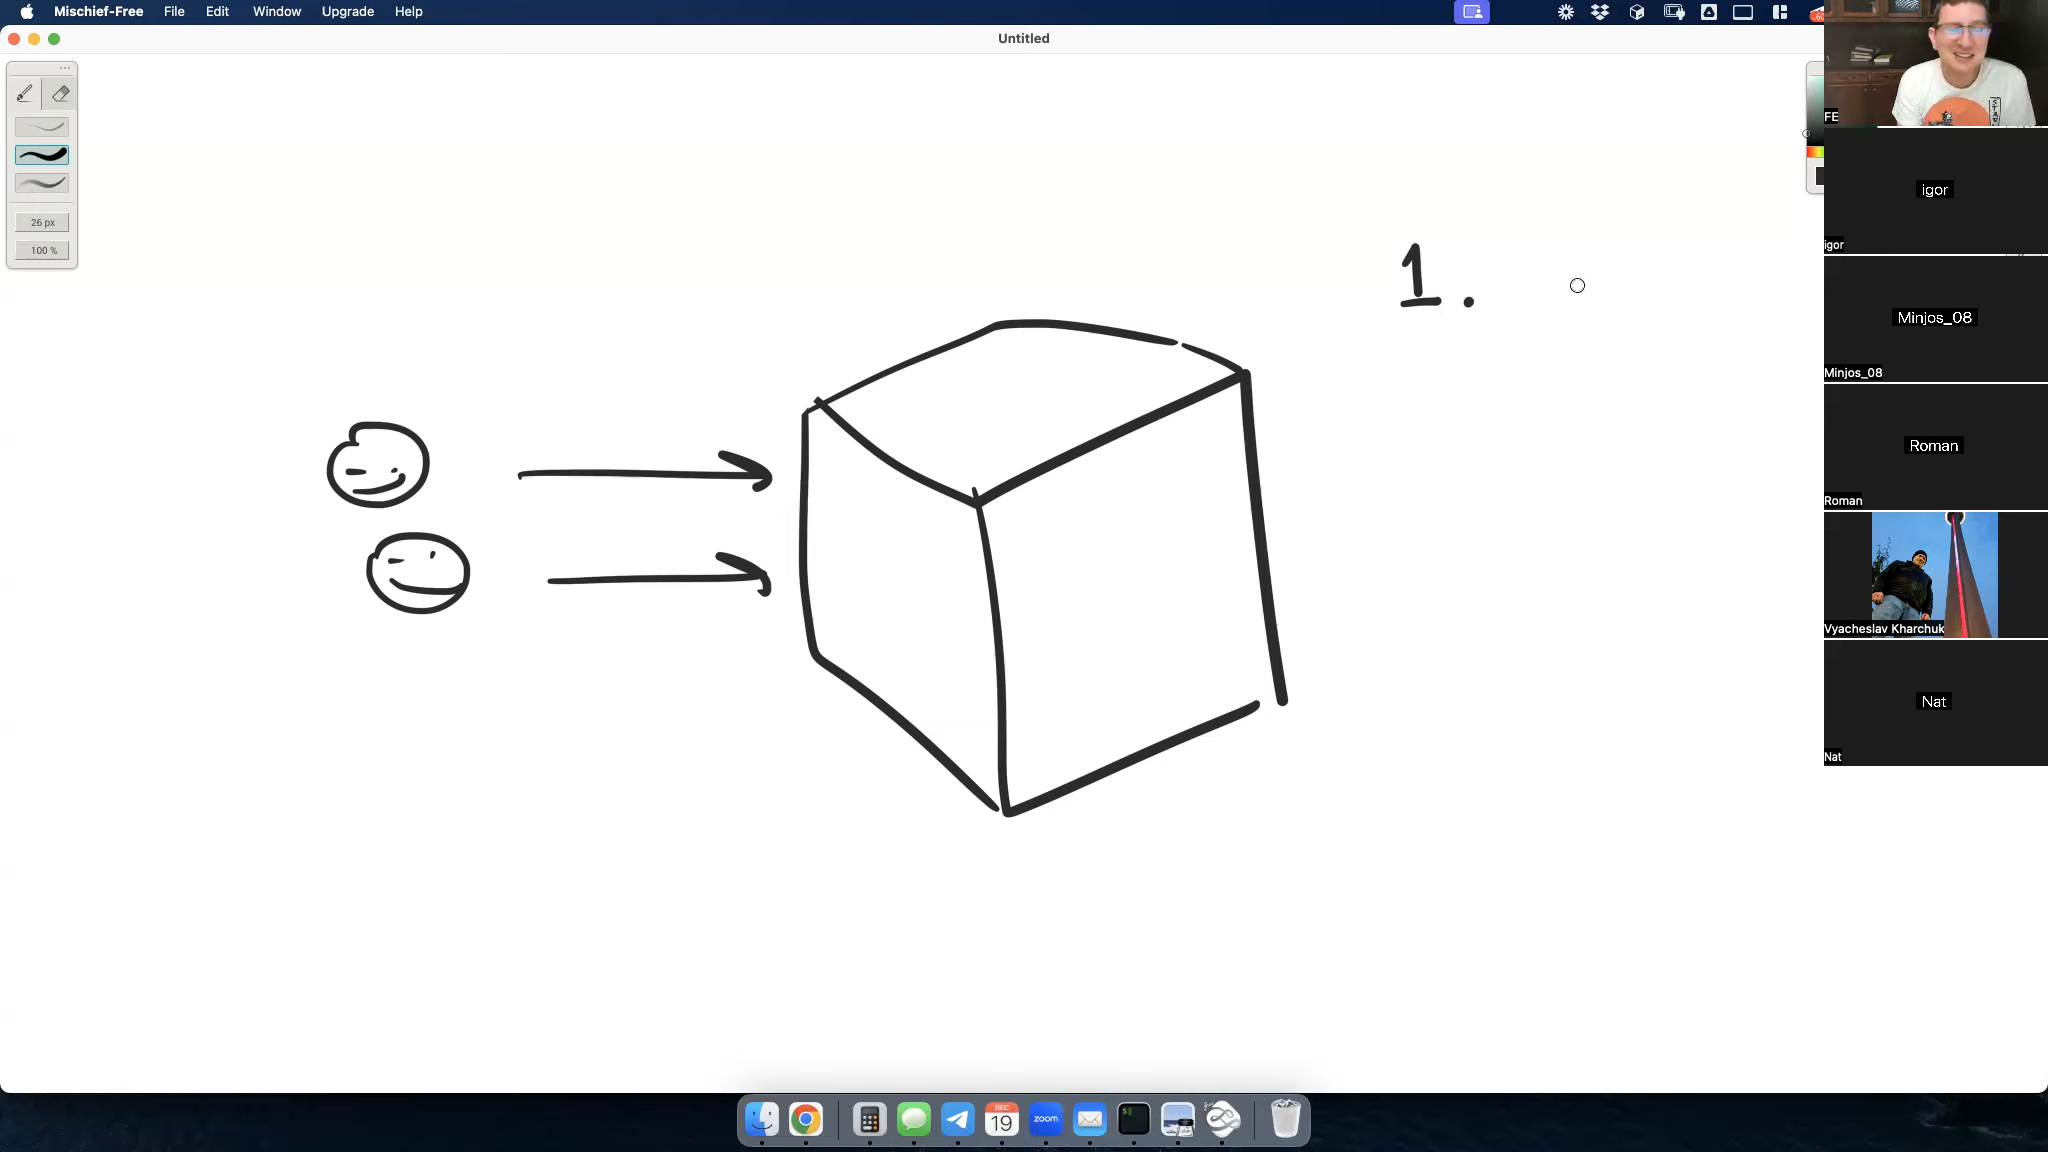 Mischief-Free File Edit Window Upgrade Help
Untitled
26 px
100 %
1.
FE
igor
igor
Minjos_08
Minjos_08
Roman
Roman
Vyacheslav Kharchuk
Nat
Nat
DEC
19
zoom